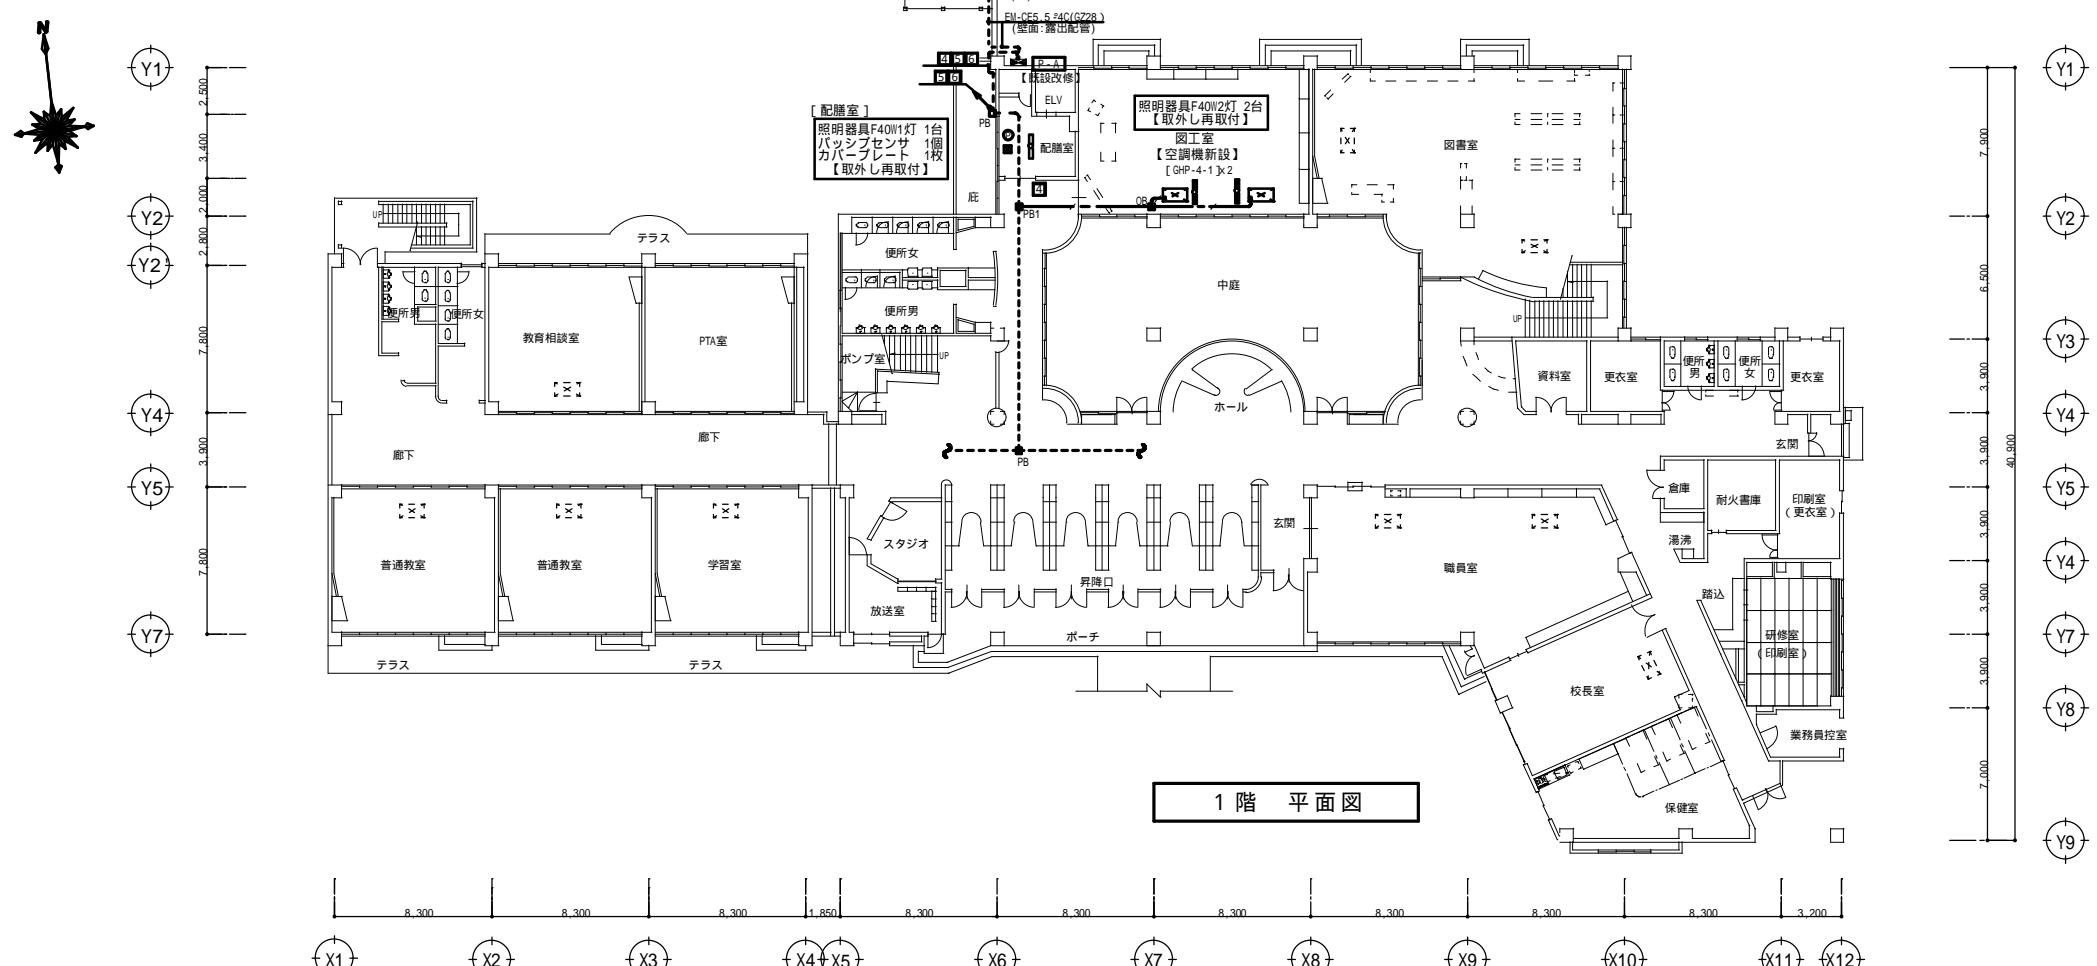 EM-CE5.5°-4C(GZ28)
(壁面:露出配管)
N
Y1
Y1
456
56
P-A
【既設改修】
ELV
PB
[ 配膳室 ]
照明器具F40W1灯 1台
パッシブセンサ 1個
カバープレート 1枚
【取外し再取付】
照明器具F40W2灯 2台
【取外し再取付】
図工室
【空調機新設】
[GHP-4-1]x2
配膳室
図書室
4
庇
PB1
OB
2,500
3,400
2,000
2,800
7,800
3,900
7,800
Y2
Y2'
Y4
Y5
Y7
UP
テラス
便所女
便所男
中庭
便所男
便所女
教育相談室
PTA室
ポンプ室
UP
UP
ホール
資料室
更衣室
便所
男
便所
女
更衣室
廊下
廊下
PB
玄関
倉庫
耐火書庫
印刷室
(更衣室)
湯沸
普通教室
普通教室
学習室
スタジオ
放送室
昇降口
玄関
職員室
踏込
研修室
(印刷室)
ポーチ
テラス
テラス
校長室
業務員控室
保健室
1階 平面図
Y2
Y3
Y4
Y5
Y4
Y7
Y8
Y9
7,900
6,500
3,900
3,900
3,900
3,900
3,900
7,000
40,900
8,300
8,300
8,300
1,850
8,300
8,300
8,300
8,300
8,300
8,300
3,200
X1
X2
X3
X4
X5
X6
X7
X8
X9
X10
X11
X12